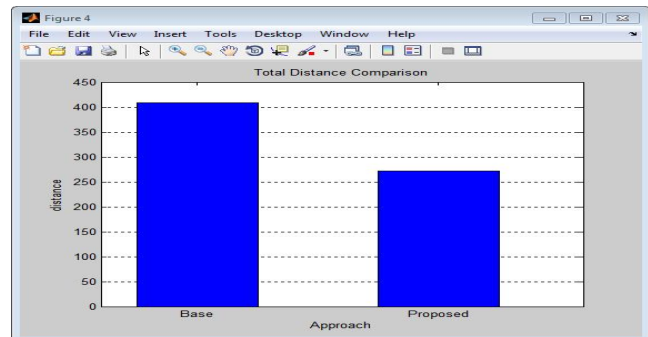 Figure 4
File Edit View Insert Tools Desktop Window Help
Total Distance Comparison
450
400
350
300
250
200
150
100
50
0
distance
Base Proposed
Approach